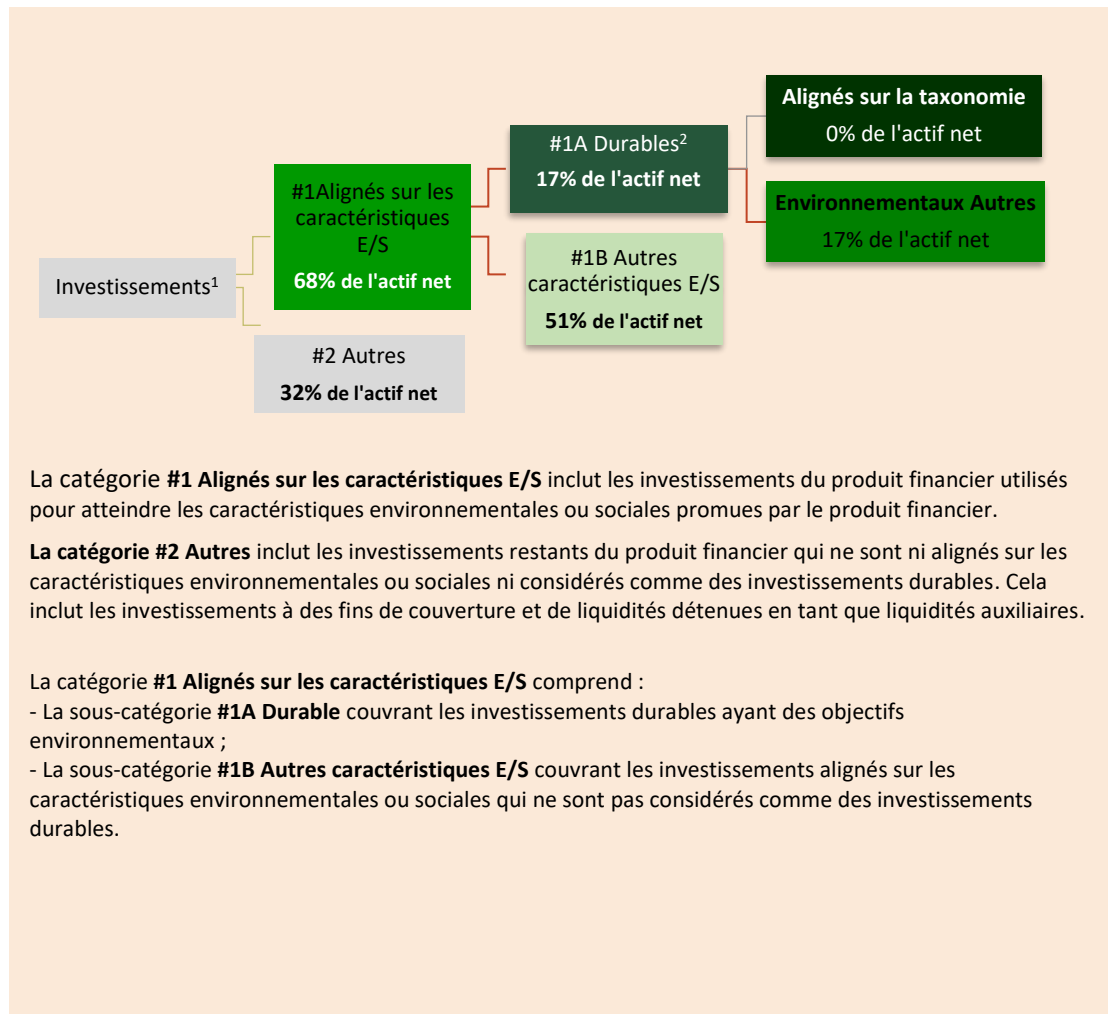 Investissements1
#1Alignés sur les
caractéristiques
E/S
68% de l'actif net
#2 Autres
32% de l'actif net
#1A Durables2
17% de l'actif net
#1B Autres
caractéristiques E/S
51% de l'actif net
Alignés sur la taxonomie
0% de l'actif net
Environnementaux Autres
17% de l'actif net
La catégorie #1 Alignés sur les caractéristiques E/S inclut les investissements du produit financier utilisés
pour atteindre les caractéristiques environnementales ou sociales promues par le produit financier.
La catégorie #2 Autres inclut les investissements restants du produit financier qui ne sont ni alignés sur les
caractéristiques environnementales ou sociales ni considérés comme des investissements durables. Cela
inclut les investissements à des fins de couverture et de liquidités détenues en tant que liquidités auxiliaires.
La catégorie #1 Alignés sur les caractéristiques E/S comprend :
- La sous-catégorie #1A Durable couvrant les investissements durables ayant des objectifs
environnementaux ;
- La sous-catégorie #1B Autres caractéristiques E/S couvrant les investissements alignés sur les
caractéristiques environnementales ou sociales qui ne sont pas considérés comme des investissements
durables.